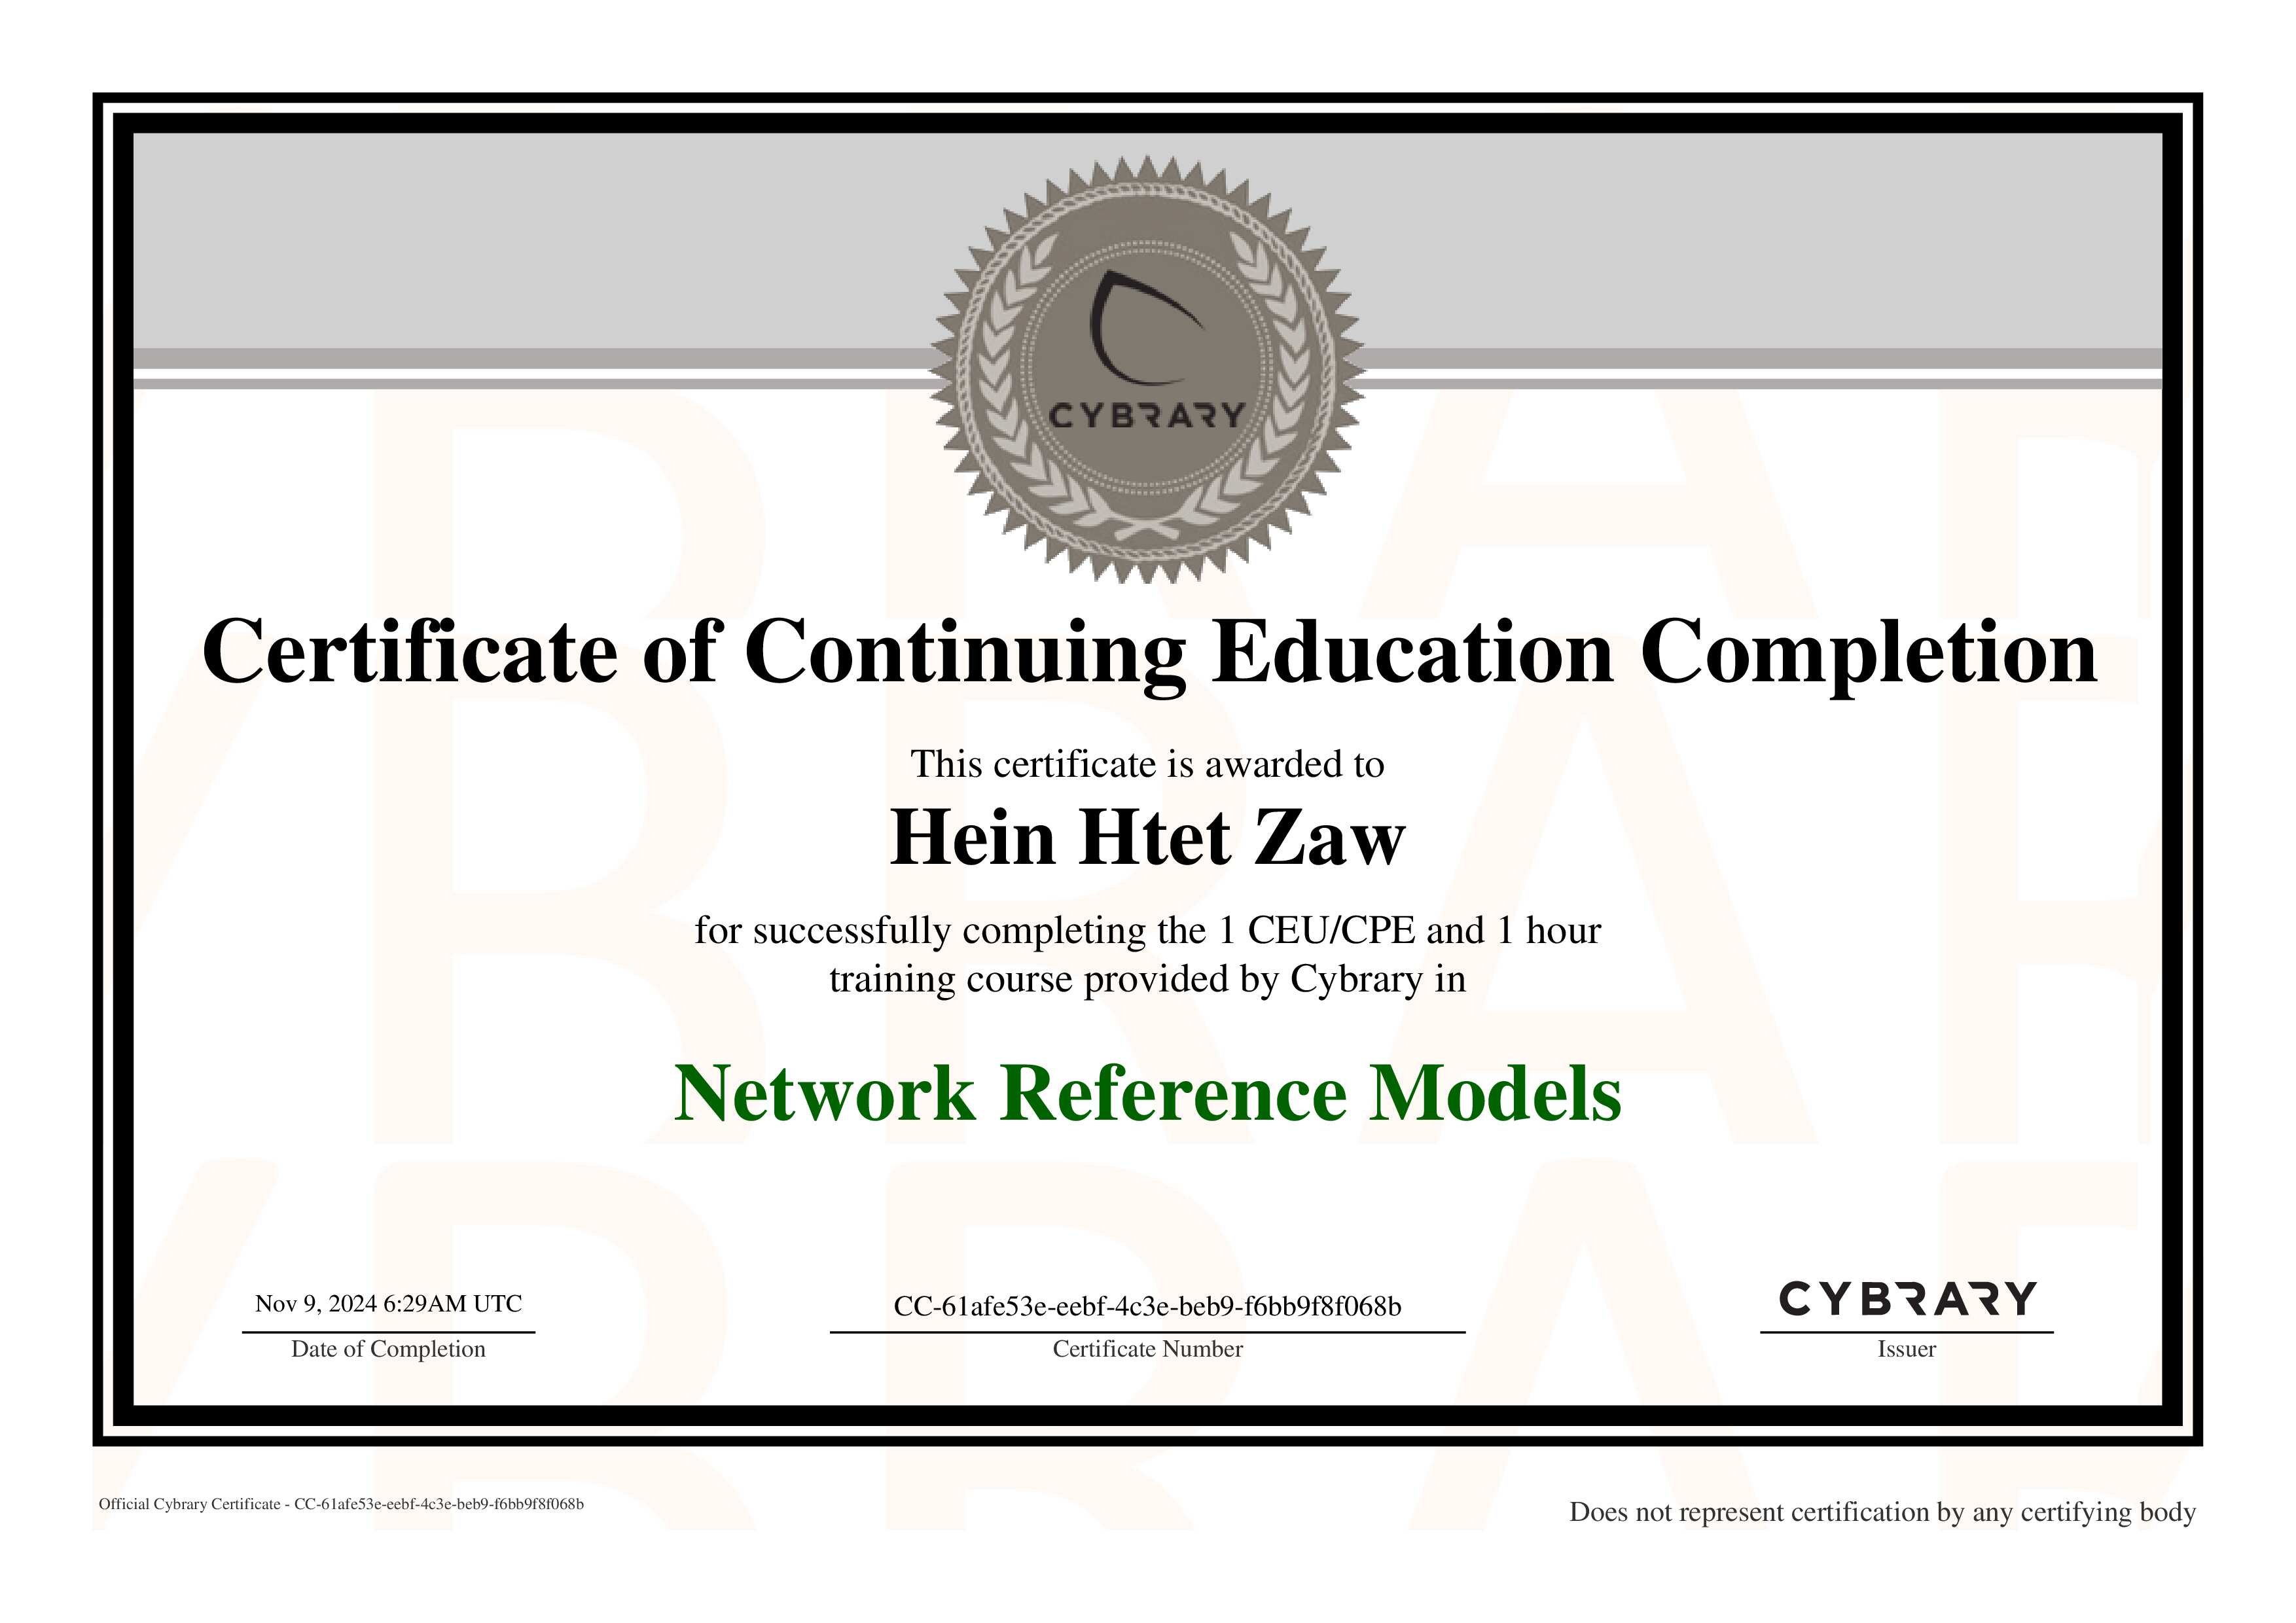 CYBRARY
Certificate of Continuing Education Completion
This certificate is awarded to
Hein Htet Zaw
for successfully completing the 1 CEU/CPE and 1 hour
training course provided by Cybrary in
Network Reference Models
Nov 9, 2024 6:29AM UTC
Date of Completion
CC-61afe53e-eebf-4c3e-beb9-f6bb9f8f068b
Certificate Number
CYBRARY
Issuer
Official Cybrary Certificate - CC-61afe53e-eebf-4c3e-beb9-f6bb9f8f068b
Does not represent certification by any certifying body